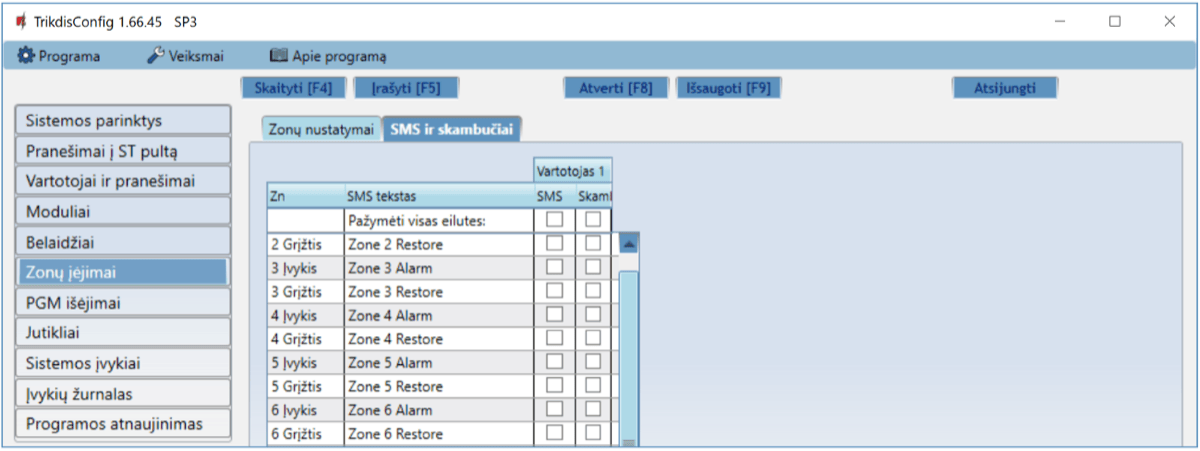 TrikdisConfig 1.66.45 SP3
Programa Veiksmai Apie programą
Skaityti [F4] Įrašyti [F5] Atverti [F8] Išsaugoti [F9] Atsijungti
Sistemos parinktys
Pranešimai į ST pultą
Vartotojai ir pranešimai
Moduliai
Belaidžiai
Zonų įėjimai
PGM išėjimai
Jutikliai
Sistemos įvykiai
Įvykių žurnalas
Programos atnaujinimas
Zonų nustatymai SMS ir skambučiai
Vartotojas 1
Zn SMS tekstas SMS Skaml
Pažymėti visas eilutes:
2 Grįžtis Zone 2 Restore
3 Įvykis Zone 3 Alarm
3 Grįžtis Zone 3 Restore
4 Įvykis Zone 4 Alarm
4 Grįžtis Zone 4 Restore
5 Įvykis Zone 5 Alarm
5 Grįžtis Zone 5 Restore
6 Įvykis Zone 6 Alarm
6 Grįžtis Zone 6 Restore